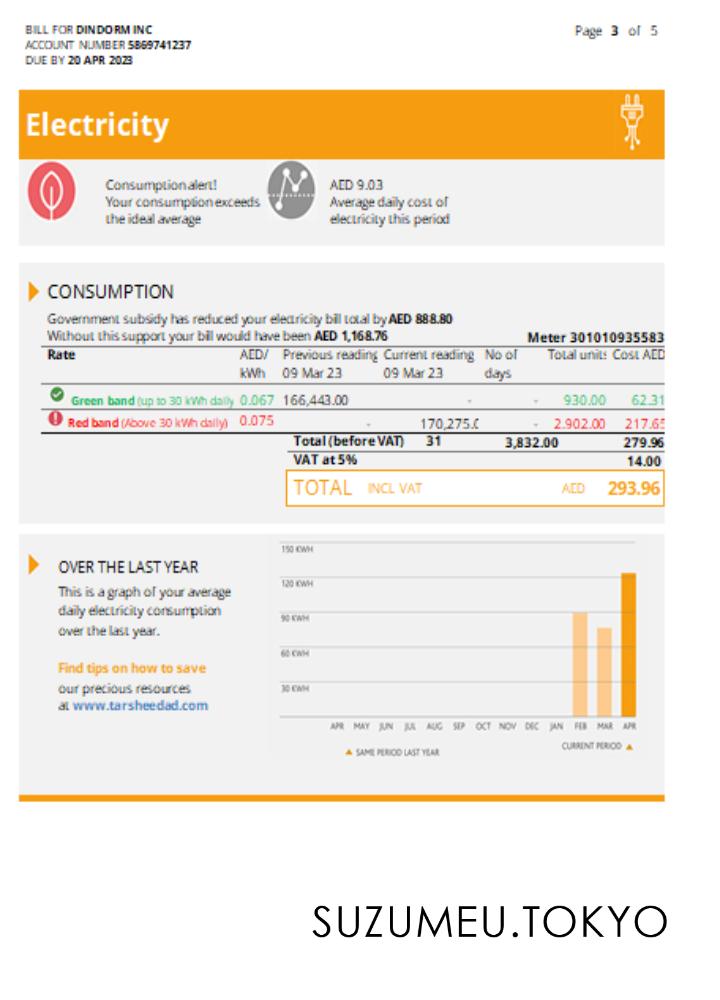 BILL FOR DINDORM INC
Page 3 of 5
ACCOUNT NUMBER 5869741237
DUE BY 20 APR 2023
Electricity
Consumption alert!
Your consumption exceeds
the ideal average
AED 9.03
Average daily cost of
electricity this period
CONSUMPTION
Government subsidy has reduced your electricity bill total by AED 888.80
Without this support your bill would have been AED 1,168.76
Meter 301010935583
Rate AED/ Previous reading Current reading No of Total units Cost AED
kWh 09 Mar 23 09 Mar 23 days
Green band (up to 30 kWh daily 0.067 166,443.00 - - 930.00 62.31
Red band (Above 30 kWh daily) 0.075 - 170,275.0 - 2.902.00 217.65
Total (before VAT) 31 3,832.00 279.96
VAT at 5% 14.00
TOTAL INCL VAT AED 293.96
OVER THE LAST YEAR
This is a graph of your average
daily electricity consumption
over the last year.
Find tips on how to save
our precious resources
at www.tarsheedad.com
150 KWH
120 KWH
90 KWH
60 KWH
30 KWH
APR MAY JUN JUL AUG SEP OCT NOV DEC JAN FEB MAR APR
SAME PERIOD LAST YEAR
CURRENT PERIOD
SUZUMEU.TOKYO